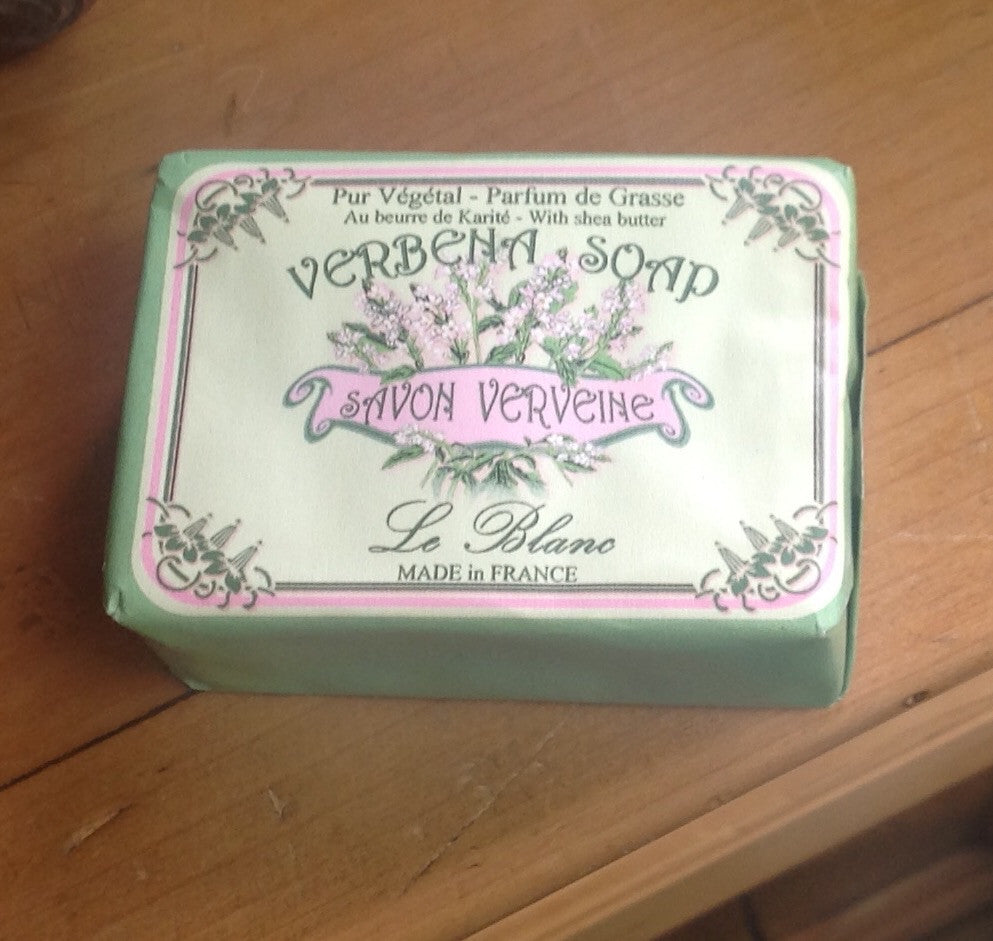 Pur Végétal - Parfum de Grasse
Au beurre de Karité - With shea butter
VERBENA SOAP
SAVON VERVEINE
Le Blanc
MADE in FRANCE